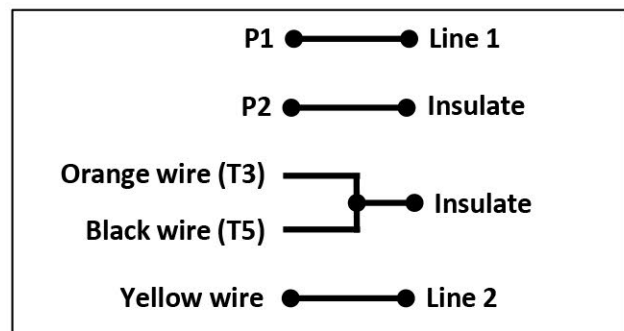 P1 Line 1
P2 Insulate
Orange wire (T3)
Insulate
Black wire (T5)
Yellow wire Line 2